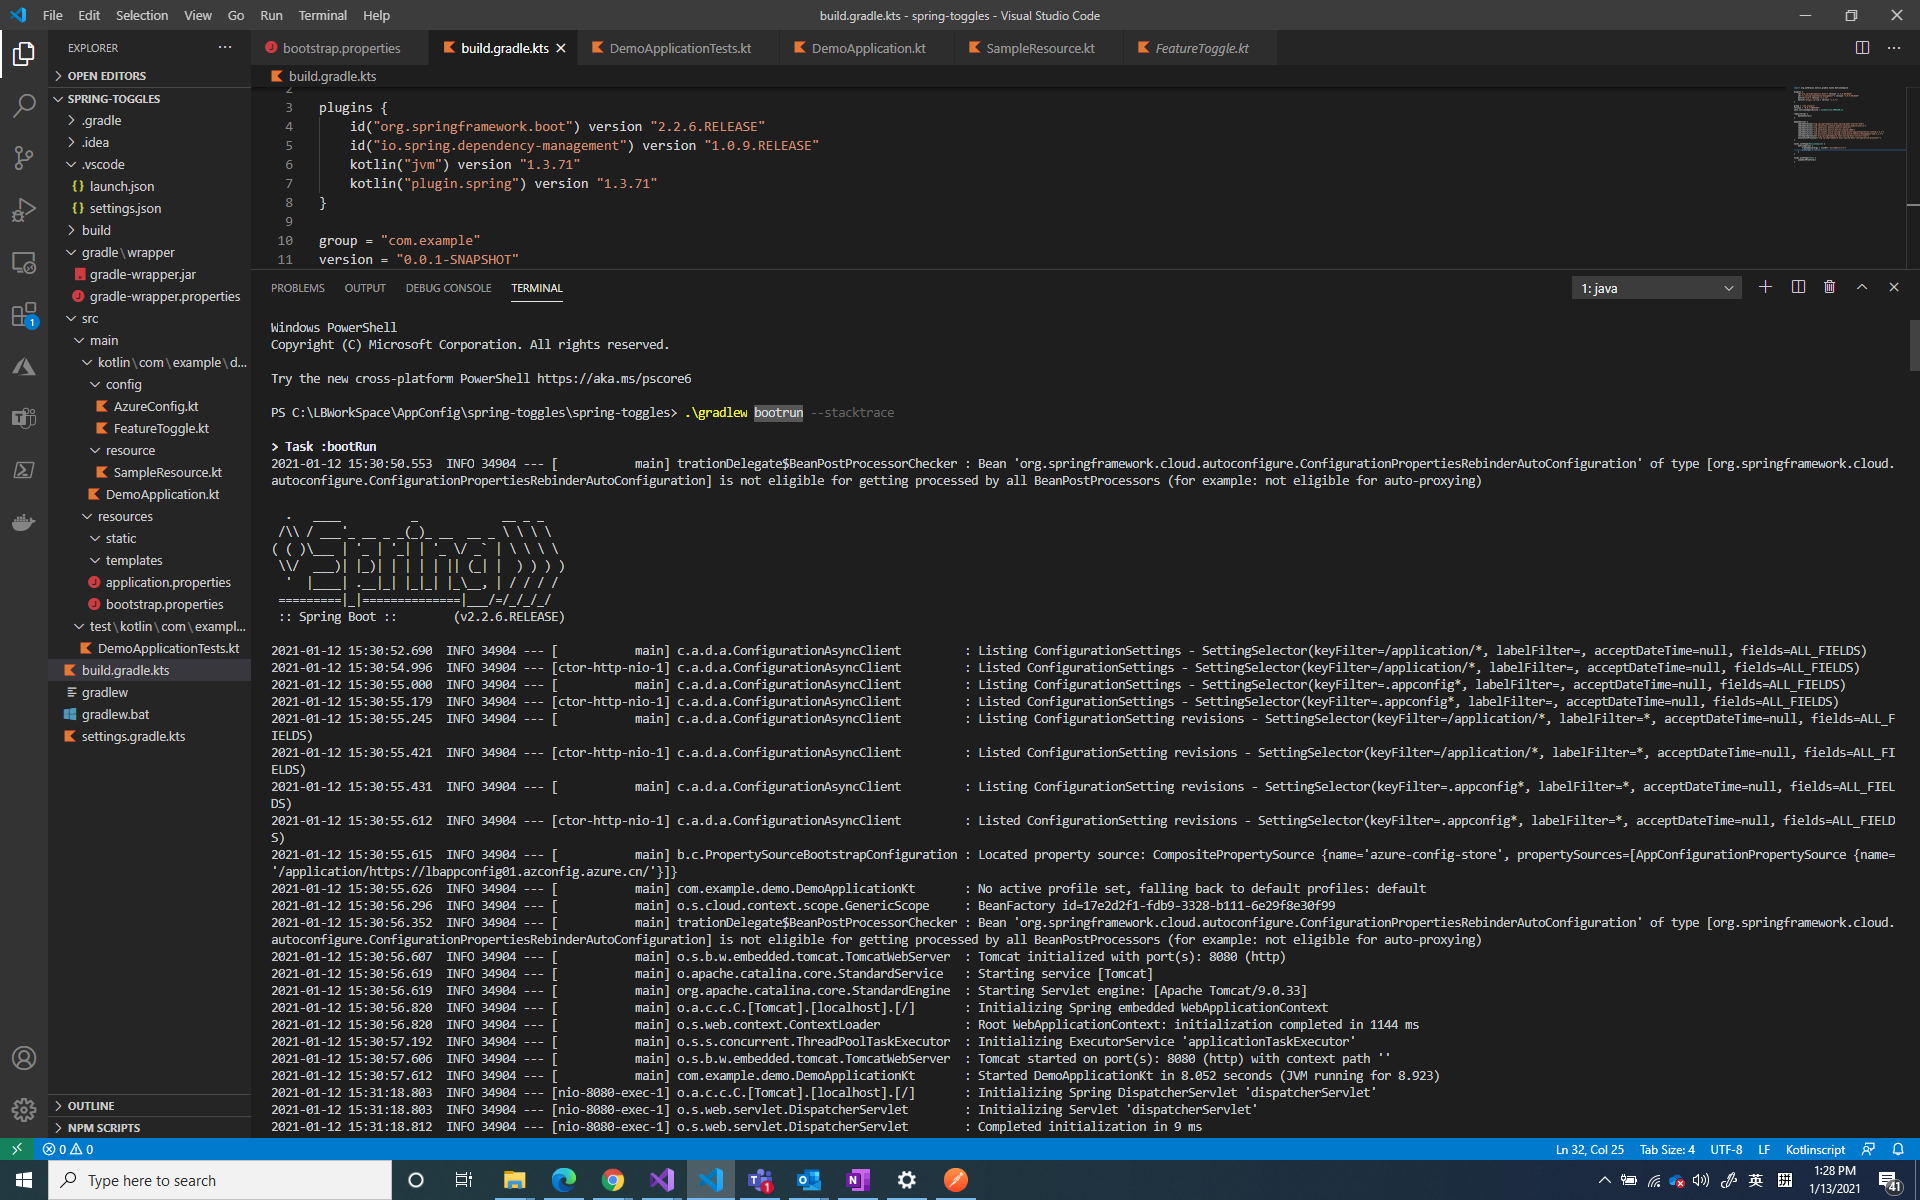 File Edit Selection View Go Run Terminal Help
build.gradle.kts - spring-toggles - Visual Studio Code
EXPLORER
bootstrap.properties
build.gradle.kts
DemoApplicationTests.kt
DemoApplication.kt
SampleResource.kt
FeatureToggle.kt
OPEN EDITORS
SPRING-TOGGLES
.gradle
.idea
.vscode
launch.json
settings.json
build
gradle\wrapper
gradle-wrapper.jar
gradle-wrapper.properties
src
main
kotlin\com\example\d...
config
AzureConfig.kt
FeatureToggle.kt
resource
SampleResource.kt
DemoApplication.kt
resources
static
templates
application.properties
bootstrap.properties
test\kotlin\com\exampl...
DemoApplicationTests.kt
build.gradle.kts
gradlew
gradlew.bat
settings.gradle.kts
OUTLINE
NPM SCRIPTS
1
build.gradle.kts
2
3 plugins {
4 id("org.springframework.boot") version "2.2.6.RELEASE"
5 id("io.spring.dependency-management") version "1.0.9.RELEASE"
6 kotlin("jvm") version "1.3.71"
7 kotlin("plugin.spring") version "1.3.71"
8 }
9
10 group = "com.example"
11 version = "0.0.1-SNAPSHOT"
PROBLEMS OUTPUT DEBUG CONSOLE TERMINAL
1: java
Windows PowerShell
Copyright (C) Microsoft Corporation. All rights reserved.
Try the new cross-platform PowerShell https://aka.ms/pscore6
PS C:\LBWorkSpace\AppConfig\spring-toggles\spring-toggles> .\gradlew bootrun --stacktrace
> Task :bootRun
2021-01-12 15:30:50.553 INFO 34904 --- [ main] trationDelegate$BeanPostProcessorChecker : Bean 'org.springframework.cloud.autoconfigure.ConfigurationPropertiesRebinderAutoConfiguration' of type [org.springframework.cloud.
autoconfigure.ConfigurationPropertiesRebinderAutoConfiguration] is not eligible for getting processed by all BeanPostProcessors (for example: not eligible for auto-proxying)
  .   ____          _            __ _ _
 /\\ / ___'_ __ _ _(_)_ __  __ _ \ \ \ \
( ( )\___ | '_ | '_| | '_ \/ _` | \ \ \ \
 \\/  ___)| |_)| | | | | || (_| |  ) ) ) )
  '  |____| .__|_| |_|_| |_\__, | / / / /
 =========|_|==============|___/=/_/_/_/
:: Spring Boot :: (v2.2.6.RELEASE)
2021-01-12 15:30:52.690 INFO 34904 --- [ main] c.a.d.a.ConfigurationAsyncClient : Listing ConfigurationSettings - SettingSelector(keyFilter=/application/*, labelFilter=, acceptDateTime=null, fields=ALL_FIELDS)
2021-01-12 15:30:54.996 INFO 34904 --- [ctor-http-nio-1] c.a.d.a.ConfigurationAsyncClient : Listed ConfigurationSettings - SettingSelector(keyFilter=/application/*, labelFilter=, acceptDateTime=null, fields=ALL_FIELDS)
2021-01-12 15:30:55.000 INFO 34904 --- [ main] c.a.d.a.ConfigurationAsyncClient : Listing ConfigurationSettings - SettingSelector(keyFilter=.appconfig*, labelFilter=, acceptDateTime=null, fields=ALL_FIELDS)
2021-01-12 15:30:55.179 INFO 34904 --- [ctor-http-nio-1] c.a.d.a.ConfigurationAsyncClient : Listed ConfigurationSettings - SettingSelector(keyFilter=.appconfig*, labelFilter=, acceptDateTime=null, fields=ALL_FIELDS)
2021-01-12 15:30:55.245 INFO 34904 --- [ main] c.a.d.a.ConfigurationAsyncClient : Listing ConfigurationSetting revisions - SettingSelector(keyFilter=/application/*, labelFilter=*, acceptDateTime=null, fields=ALL_F
IELDS)
2021-01-12 15:30:55.421 INFO 34904 --- [ctor-http-nio-1] c.a.d.a.ConfigurationAsyncClient : Listed ConfigurationSetting revisions - SettingSelector(keyFilter=/application/*, labelFilter=*, acceptDateTime=null, fields=ALL_FI
ELDS)
2021-01-12 15:30:55.431 INFO 34904 --- [ main] c.a.d.a.ConfigurationAsyncClient : Listing ConfigurationSetting revisions - SettingSelector(keyFilter=.appconfig*, labelFilter=*, acceptDateTime=null, fields=ALL_FIEL
DS)
2021-01-12 15:30:55.612 INFO 34904 --- [ctor-http-nio-1] c.a.d.a.ConfigurationAsyncClient : Listed ConfigurationSetting revisions - SettingSelector(keyFilter=.appconfig*, labelFilter=*, acceptDateTime=null, fields=ALL_FIELD
S)
2021-01-12 15:30:55.615 INFO 34904 --- [ main] b.c.PropertySourceBootstrapConfiguration : Located property source: CompositePropertySource {name='azure-config-store', propertySources=[AppConfigurationPropertySource {name=
'/application/https://lbappconfig01.azconfig.azure.cn/'}]}
2021-01-12 15:30:55.626 INFO 34904 --- [ main] com.example.demo.DemoApplicationKt : No active profile set, falling back to default profiles: default
2021-01-12 15:30:56.296 INFO 34904 --- [ main] o.s.cloud.context.scope.GenericScope : BeanFactory id=17e2d2f1-fdb9-3328-b111-6e29f8e30f99
2021-01-12 15:30:56.352 INFO 34904 --- [ main] trationDelegate$BeanPostProcessorChecker : Bean 'org.springframework.cloud.autoconfigure.ConfigurationPropertiesRebinderAutoConfiguration' of type [org.springframework.cloud.
autoconfigure.ConfigurationPropertiesRebinderAutoConfiguration] is not eligible for getting processed by all BeanPostProcessors (for example: not eligible for auto-proxying)
2021-01-12 15:30:56.607 INFO 34904 --- [ main] o.s.b.w.embedded.tomcat.TomcatWebServer : Tomcat initialized with port(s): 8080 (http)
2021-01-12 15:30:56.619 INFO 34904 --- [ main] o.apache.catalina.core.StandardService : Starting service [Tomcat]
2021-01-12 15:30:56.619 INFO 34904 --- [ main] org.apache.catalina.core.StandardEngine : Starting Servlet engine: [Apache Tomcat/9.0.33]
2021-01-12 15:30:56.820 INFO 34904 --- [ main] o.a.c.c.C.[Tomcat].[localhost].[/] : Initializing Spring embedded WebApplicationContext
2021-01-12 15:30:56.820 INFO 34904 --- [ main] o.s.web.context.ContextLoader : Root WebApplicationContext: initialization completed in 1144 ms
2021-01-12 15:30:57.192 INFO 34904 --- [ main] o.s.s.concurrent.ThreadPoolTaskExecutor : Initializing ExecutorService 'applicationTaskExecutor'
2021-01-12 15:30:57.606 INFO 34904 --- [ main] o.s.b.w.embedded.tomcat.TomcatWebServer : Tomcat started on port(s): 8080 (http) with context path ''
2021-01-12 15:30:57.612 INFO 34904 --- [ main] com.example.demo.DemoApplicationKt : Started DemoApplicationKt in 8.052 seconds (JVM running for 8.923)
2021-01-12 15:31:18.803 INFO 34904 --- [nio-8080-exec-1] o.a.c.c.C.[Tomcat].[localhost].[/] : Initializing Spring DispatcherServlet 'dispatcherServlet'
2021-01-12 15:31:18.803 INFO 34904 --- [nio-8080-exec-1] o.s.web.servlet.DispatcherServlet : Initializing Servlet 'dispatcherServlet'
2021-01-12 15:31:18.812 INFO 34904 --- [nio-8080-exec-1] o.s.web.servlet.DispatcherServlet : Completed initialization in 9 ms
0 0
Ln 32, Col 25 Tab Size: 4 UTF-8 LF Kotlinscript
Type here to search
1
英
拼
1:28 PM
1/13/2021
41